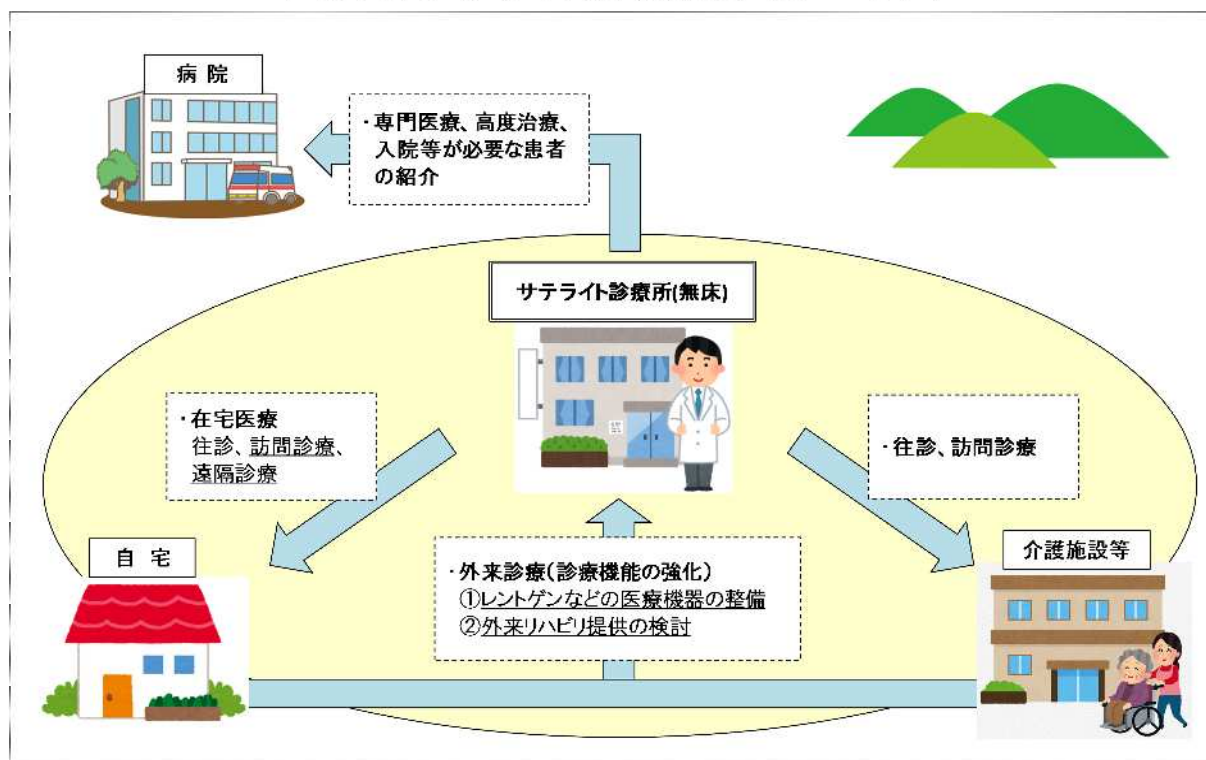 病 院
・専門医療、高度治療、
入院等が必要な患者
の紹介
サテライト診療所(無床)
・在宅医療
往診、訪問診療、
遠隔診療
・往診、訪問診療
自 宅
・外来診療(診療機能の強化)
①レントゲンなどの医療機器の整備
②外来リハビリ提供の検討
介護施設等